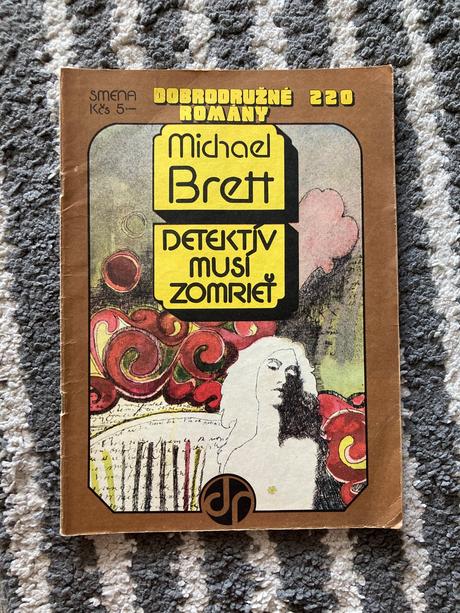 SMENA
Kčs 5,—
DOBRODRUŽNÉ 220
ROMÁNY
Michael
Brett
DETEKTÍV
MUSÍ
ZOMRIEŤ
dr